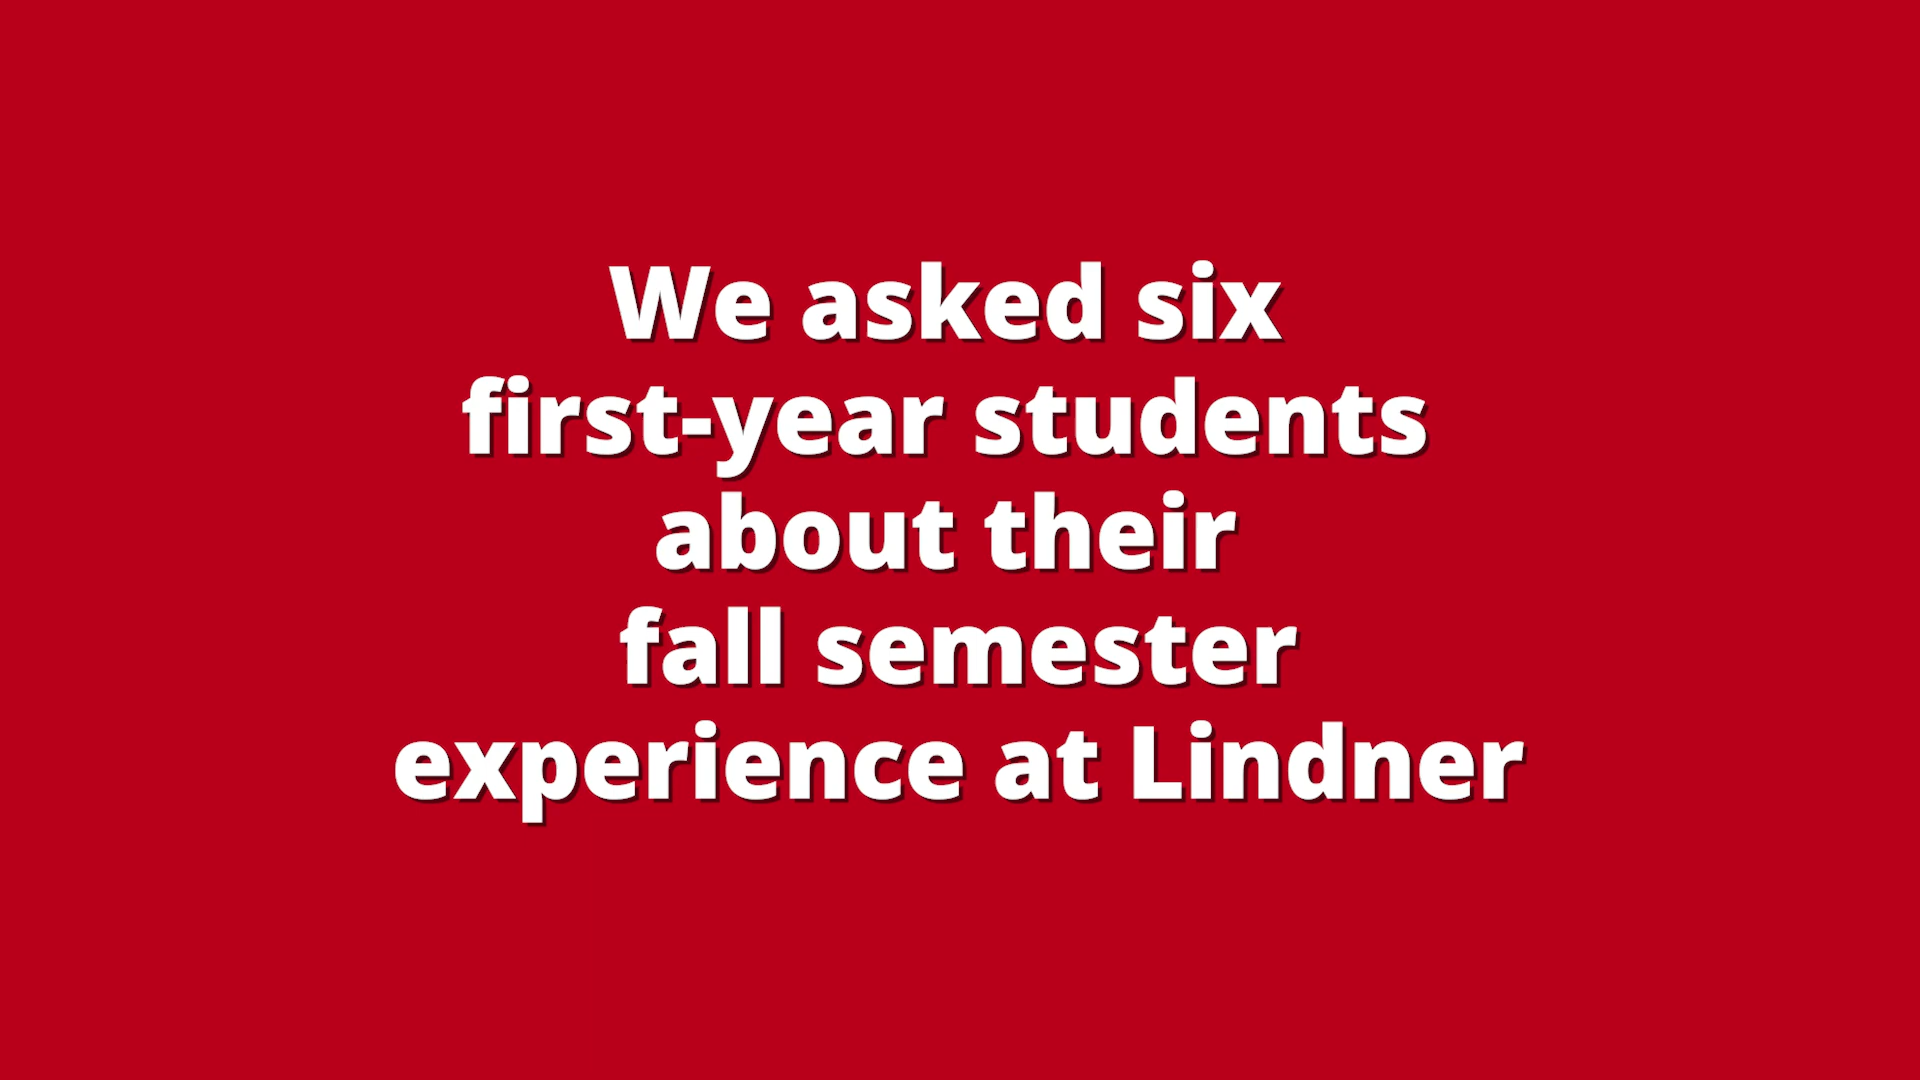 We asked six
first-year students
about their
fall semester
experience at Lindner